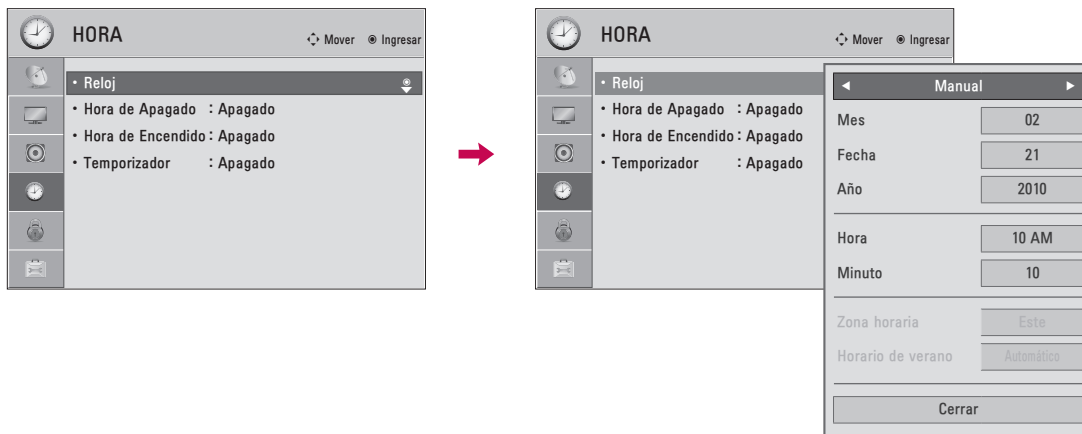 HORA
Mover Ingresar
• Reloj
• Hora de Apagado : Apagado
• Hora de Encendido : Apagado
• Temporizador : Apagado
HORA
Mover Ingresar
• Reloj
• Hora de Apagado : Apagado
• Hora de Encendido : Apagado
• Temporizador : Apagado
Manual
Mes 02
Fecha 21
Año 2010
Hora 10 AM
Minuto 10
Zona horaria Este
Horario de verano Automático
Cerrar